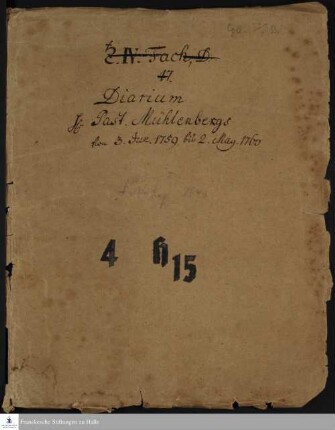 C. IV. Fach, D.
47.
Diarium
H. Past. Mühlenbergs
von 3. Jun. 1759 bis 2. May. 1760
4 H 15
Franckesche Stiftungen zu Halle